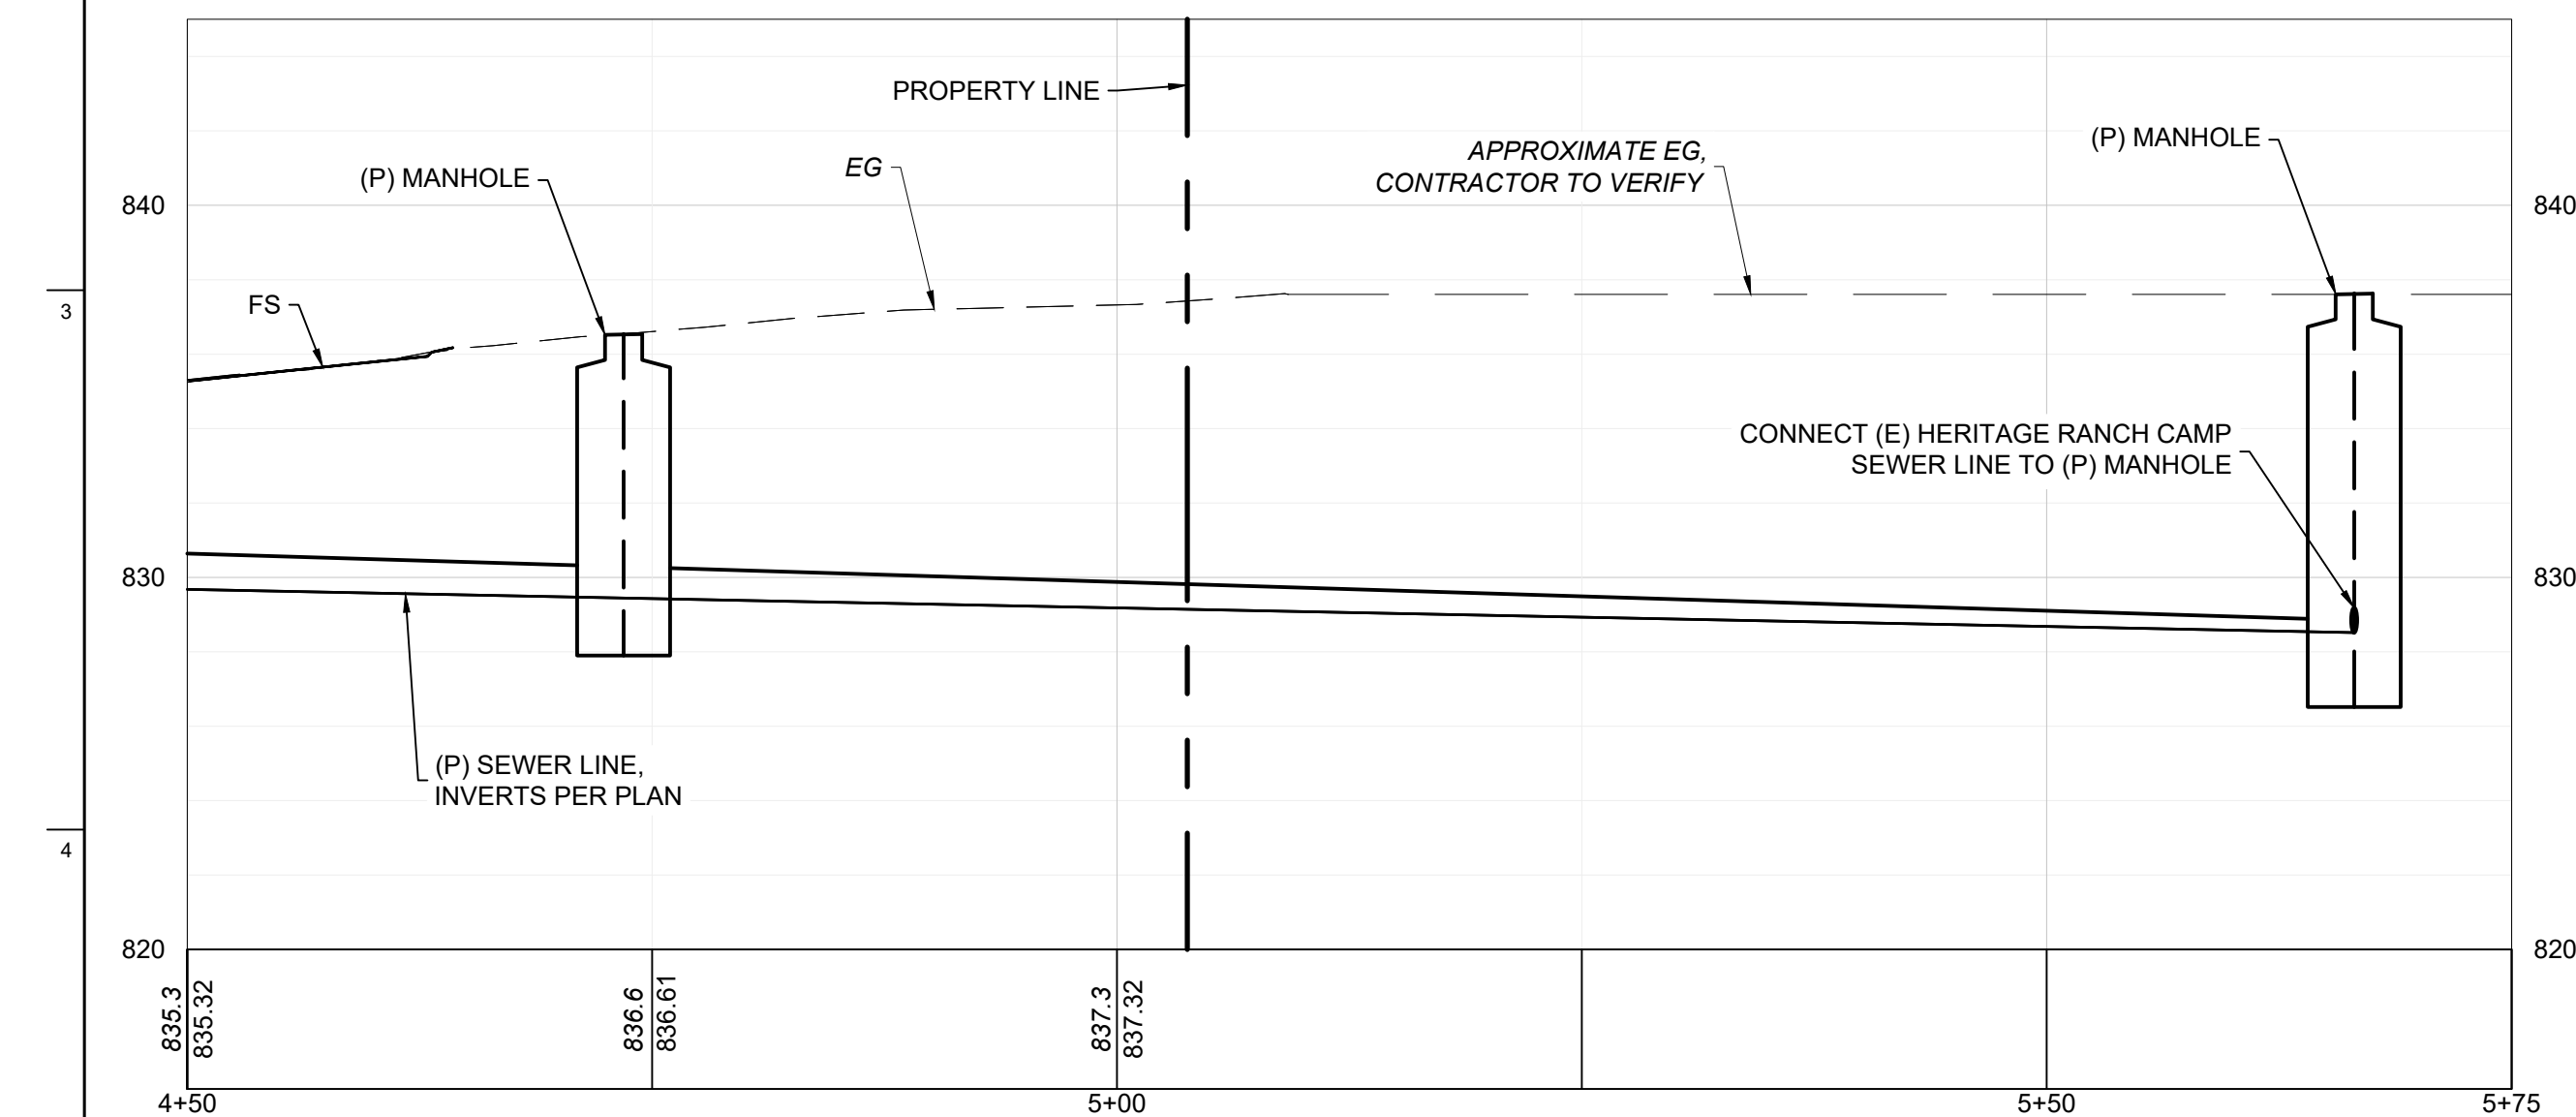 PROPERTY LINE
(P) MANHOLE
APPROXIMATE EG,
CONTRACTOR TO VERIFY
EG
(P) MANHOLE
840
840
3
FS
CONNECT (E) HERITAGE RANCH CAMP
SEWER LINE TO (P) MANHOLE
830
830
(P) SEWER LINE,
INVERTS PER PLAN
4
820
820
835.3
835.32
836.6
836.61
837.3
837.32
4+50
5+00
5+50
5+75